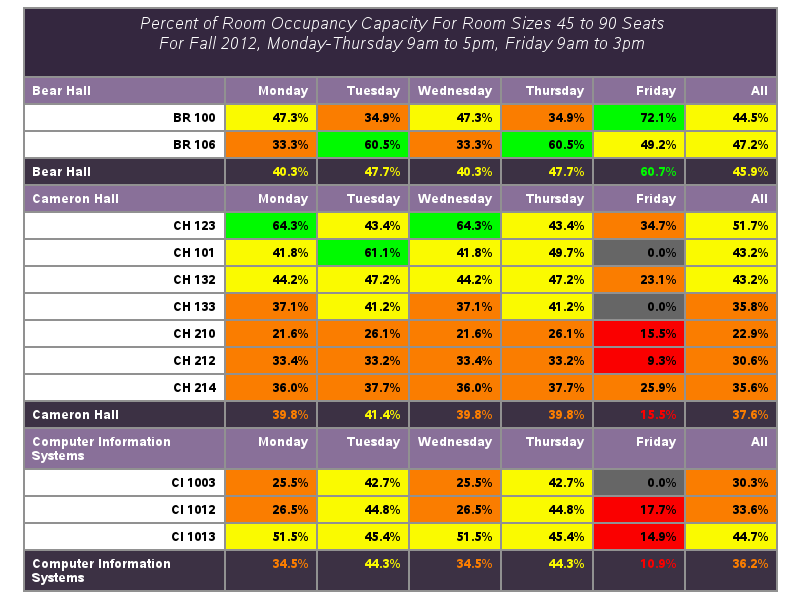 Percent of Room Occupancy Capacity For Room Sizes 45 to 90 Seats
For Fall 2012, Monday-Thursday 9am to 5pm, Friday 9am to 3pm
Bear Hall Monday Tuesday Wednesday Thursday Friday All
BR 100 47.3% 34.9% 47.3% 34.9% 72.1% 44.5%
BR 106 33.3% 60.5% 33.3% 60.5% 49.2% 47.2%
Bear Hall 40.3% 47.7% 40.3% 47.7% 60.7% 45.9%
Cameron Hall Monday Tuesday Wednesday Thursday Friday All
CH 123 64.3% 43.4% 64.3% 43.4% 34.7% 51.7%
CH 101 41.8% 61.1% 41.8% 49.7% 0.0% 43.2%
CH 132 44.2% 47.2% 44.2% 47.2% 23.1% 43.2%
CH 133 37.1% 41.2% 37.1% 41.2% 0.0% 35.8%
CH 210 21.6% 26.1% 21.6% 26.1% 15.5% 22.9%
CH 212 33.4% 33.2% 33.4% 33.2% 9.3% 30.6%
CH 214 36.0% 37.7% 36.0% 37.7% 25.9% 35.6%
Cameron Hall 39.8% 41.4% 39.8% 39.8% 15.5% 37.6%
Computer Information Monday Tuesday Wednesday Thursday Friday All
Systems
CI 1003 25.5% 42.7% 25.5% 42.7% 0.0% 30.3%
CI 1012 26.5% 44.8% 26.5% 44.8% 17.7% 33.6%
CI 1013 51.5% 45.4% 51.5% 45.4% 14.9% 44.7%
Computer Information 34.5% 44.3% 34.5% 44.3% 10.9% 36.2%
Systems